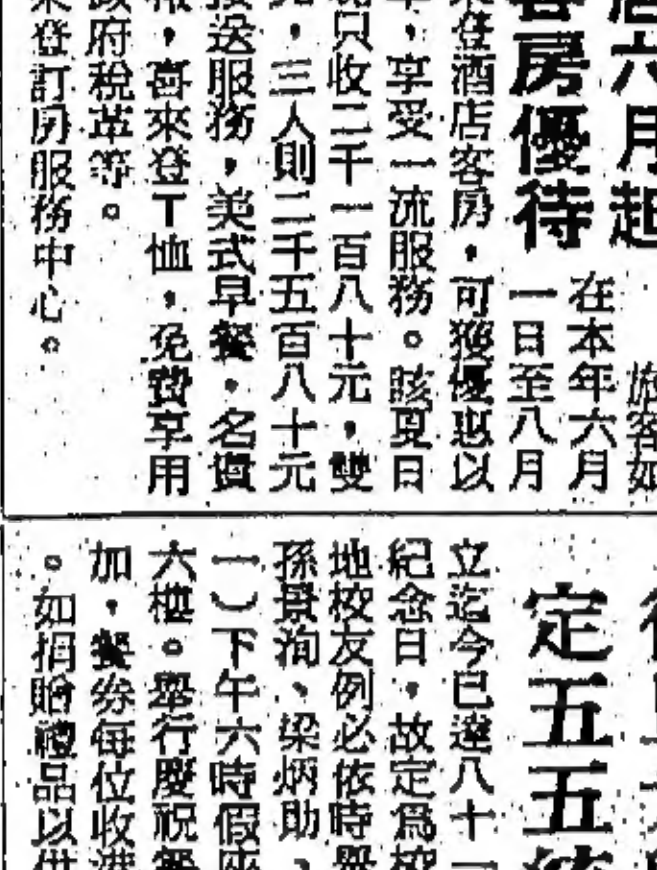 六月起
客房優待
旅客如
在本年六月
一日至八月
來登酒店客房，可獲優惠以
，享受一流服務。該夏日
只收二千一百八十元，雙
，三人則二千五百八十元
接送服務，美式早餐，名貴
，喜來登T恤，免費享用
政府稅單等。
來登訂房服務中心。
定五五
立迄今已達八十一
紀念日，故定爲校
地校友例必依時舉
孫景洵、梁炳助、
一）下午六時假座
六樓。舉行慶祝餐
加，餐券每位收港
。如捐贈禮品以供